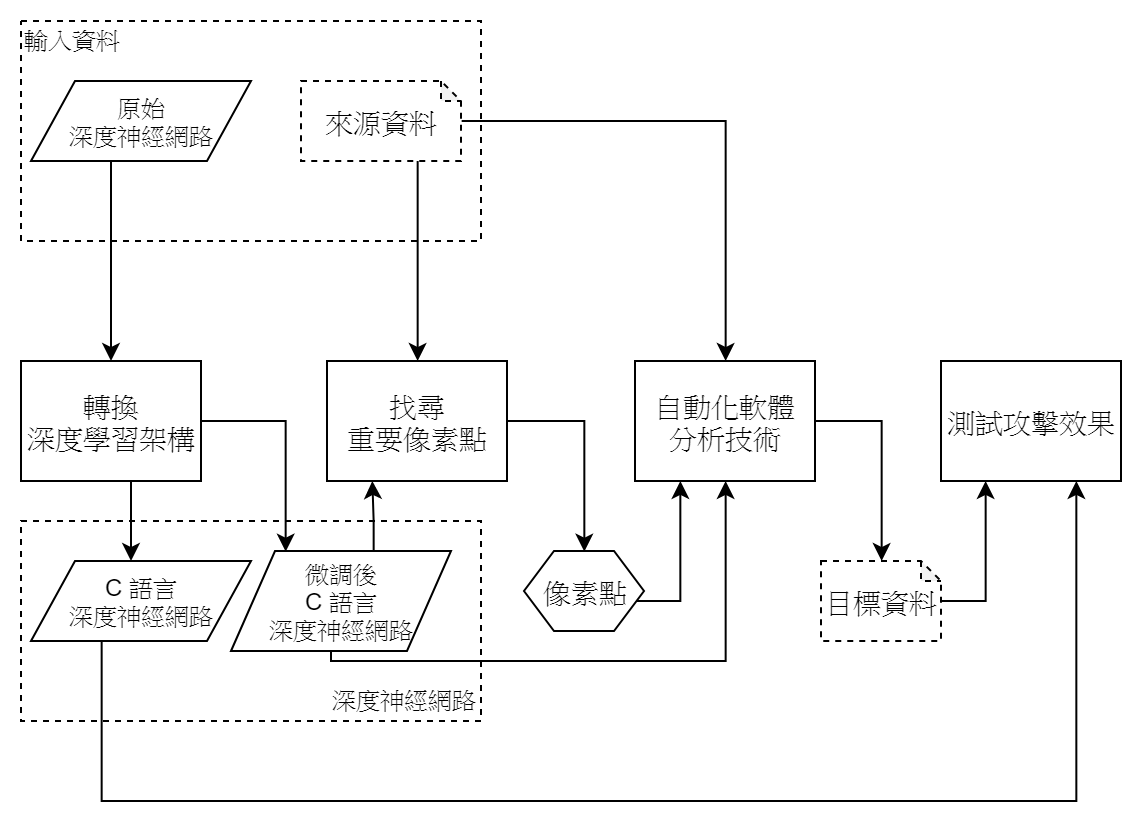 輸入資料
原始
深度神經網路
來源資料
轉換
深度學習架構
找尋
重要像素點
自動化軟體
分析技術
測試攻擊效果
C 語言
深度神經網路
微調後
C 語言
深度神經網路
像素點
目標資料
深度神經網路